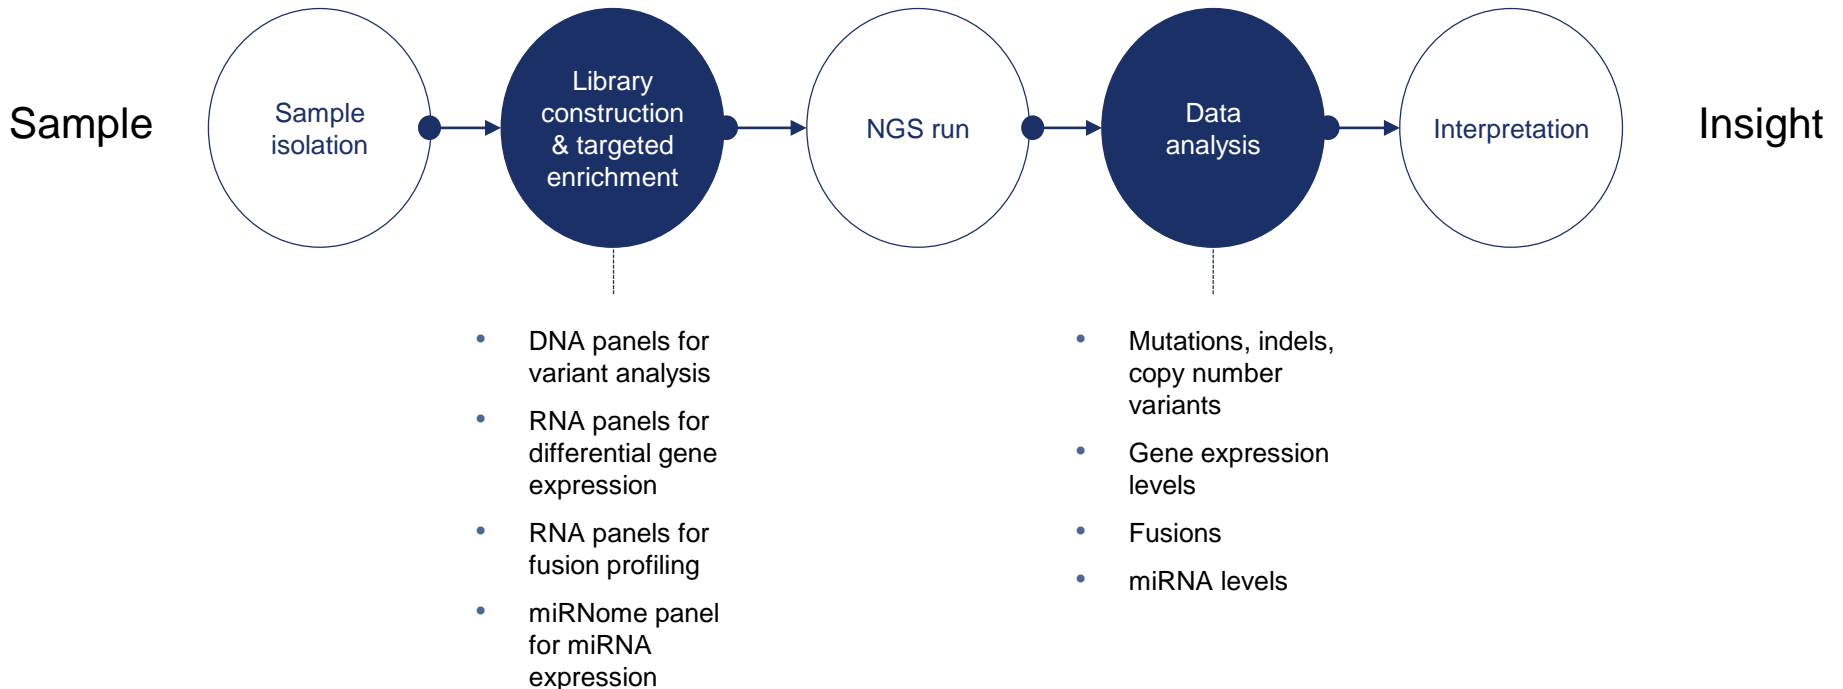 Sample
Sample
isolation
Library
construction
& targeted
enrichment
NGS run
Data
analysis
Interpretation
Insight
• DNA panels for
variant analysis
• RNA panels for
differential gene
expression
• RNA panels for
fusion profiling
• miRNome panel
for miRNA
expression
• Mutations, indels,
copy number
variants
• Gene expression
levels
• Fusions
• miRNA levels